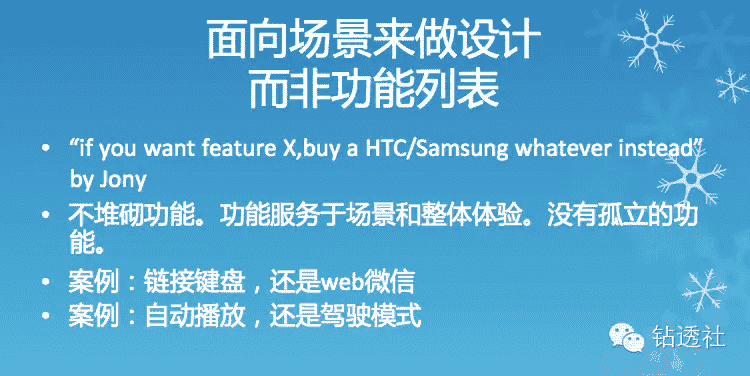 面向场景来做设计
而非功能列表
• “if you want feature X,buy a HTC/Samsung whatever instead”
by Jony
• 不堆砌功能。功能服务于场景和整体体验。没有孤立的功
能。
• 案例：链接键盘，还是web微信
• 案例：自动播放，还是驾驶模式
钻透社